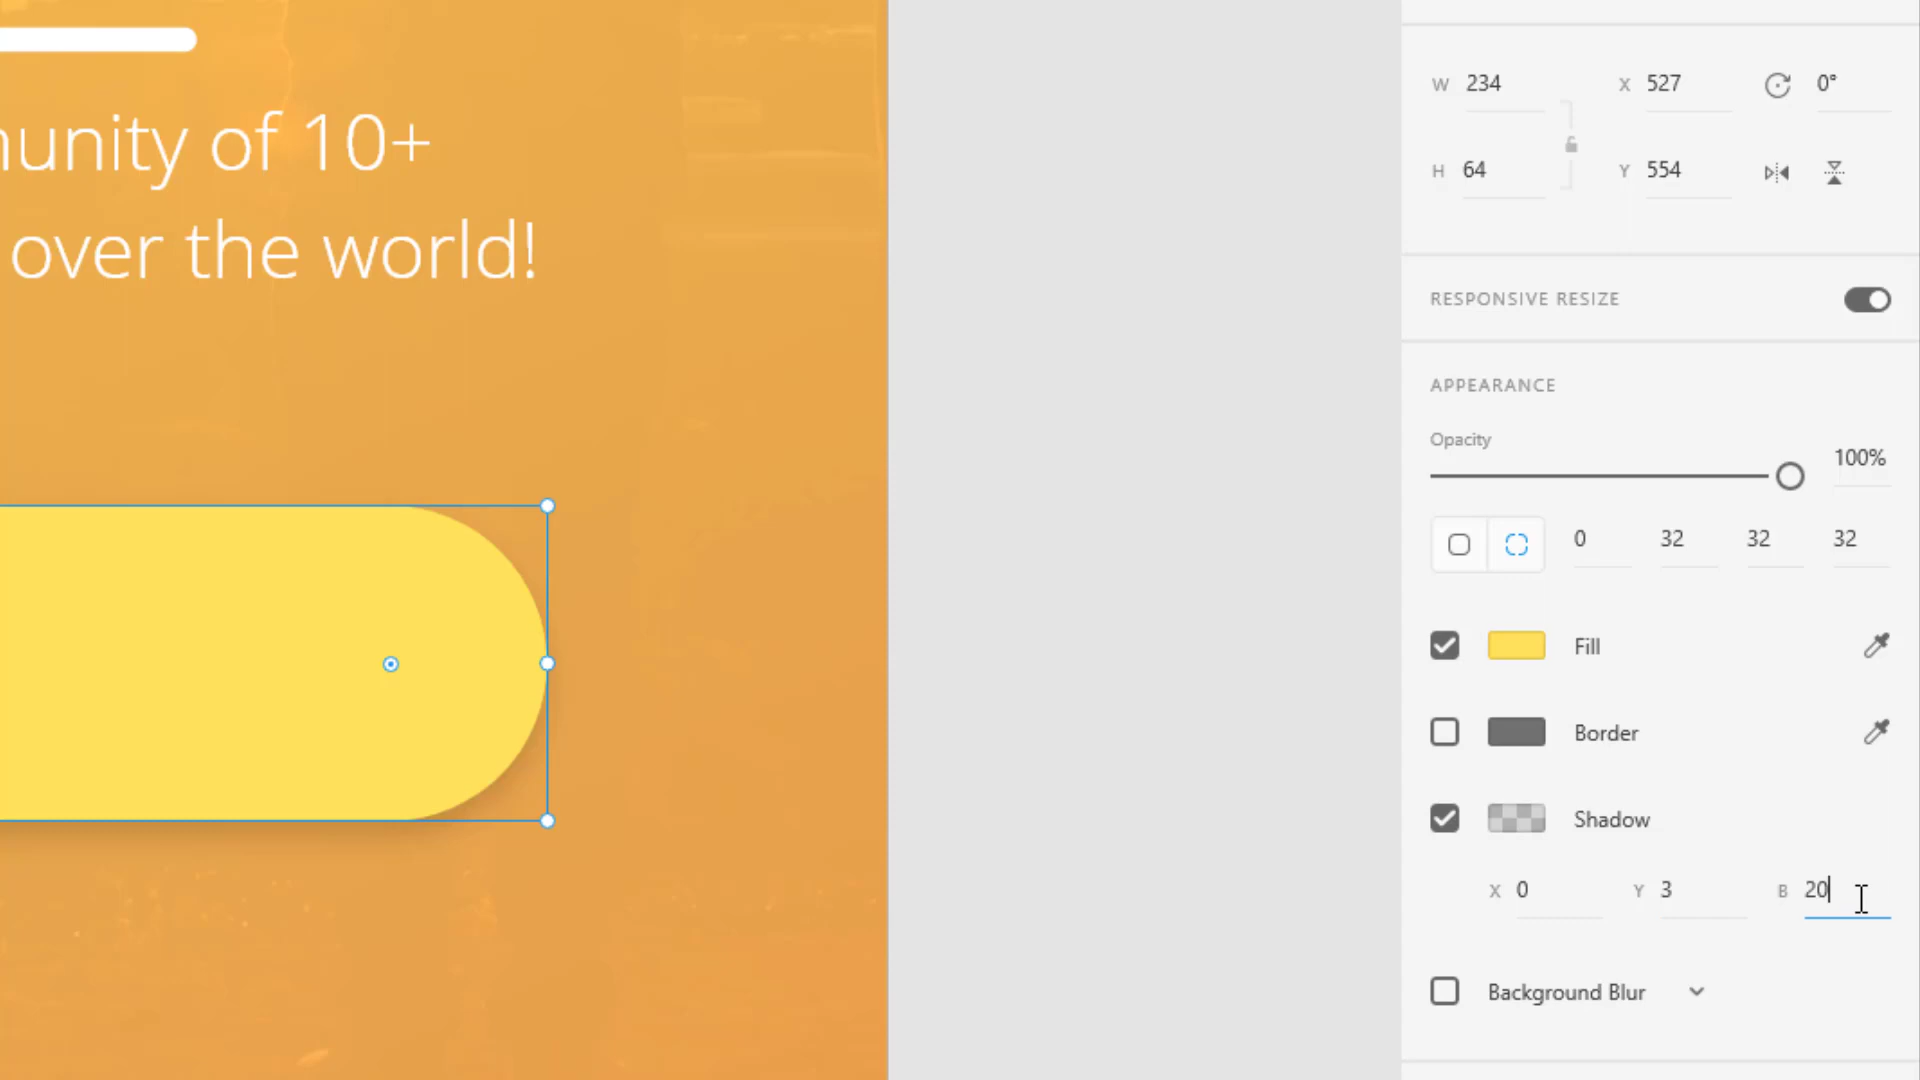 munity of 10+
over the world!
W 234 X 527 0°
H 64 Y 554
RESPONSIVE RESIZE
APPEARANCE
Opacity
100%
0 32 32 32
Fill
Border
Shadow
X 0 Y 3 B 20
Background Blur